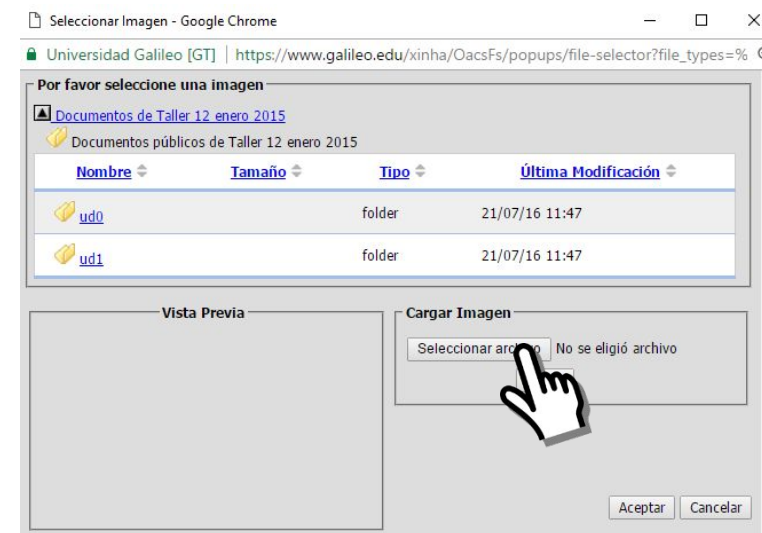 Seleccionar Imagen - Google Chrome
Universidad Galileo [GT] | https://www.galileo.edu/xinha/OacsFs/popups/file-selector?file_types=%
Por favor seleccione una imagen
Documentos de Taller 12 enero 2015
Documentos públicos de Taller 12 enero 2015
Nombre Tamaño Tipo Última Modificación
ud0 folder 21/07/16 11:47
ud1 folder 21/07/16 11:47
Vista Previa
Cargar Imagen
Seleccionar No se eligió archivo
Aceptar Cancelar